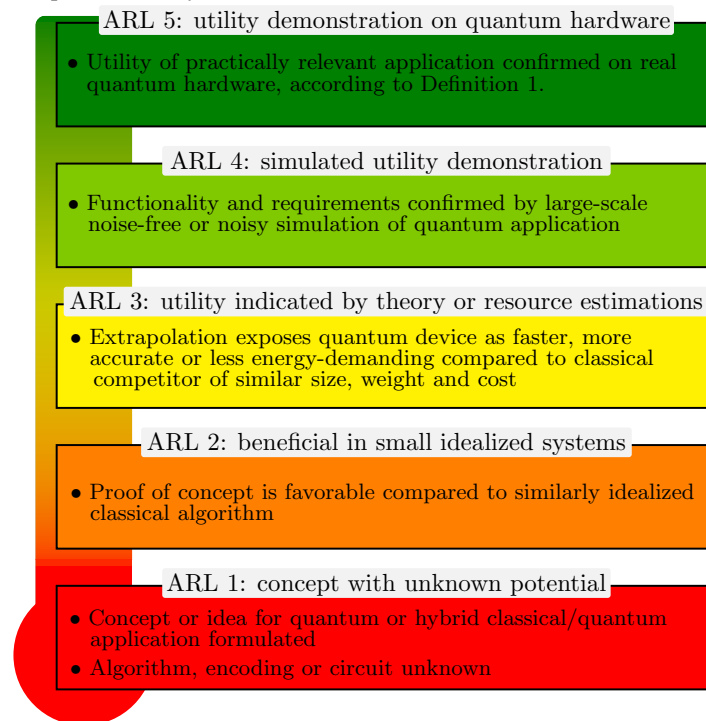 ARL 5: utility demonstration on quantum hardware
• Utility of practically relevant application confirmed on real
quantum hardware, according to Definition 1.
ARL 4: simulated utility demonstration
• Functionality and requirements confirmed by large-scale
noise-free or noisy simulation of quantum application
ARL 3: utility indicated by theory or resource estimations
• Extrapolation exposes quantum device as faster, more
accurate or less energy-demanding compared to classical
competitor of similar size, weight and cost
ARL 2: beneficial in small idealized systems
• Proof of concept is favorable compared to similarly idealized
classical algorithm
ARL 1: concept with unknown potential
• Concept or idea for quantum or hybrid classical/quantum
application formulated
• Algorithm, encoding or circuit unknown